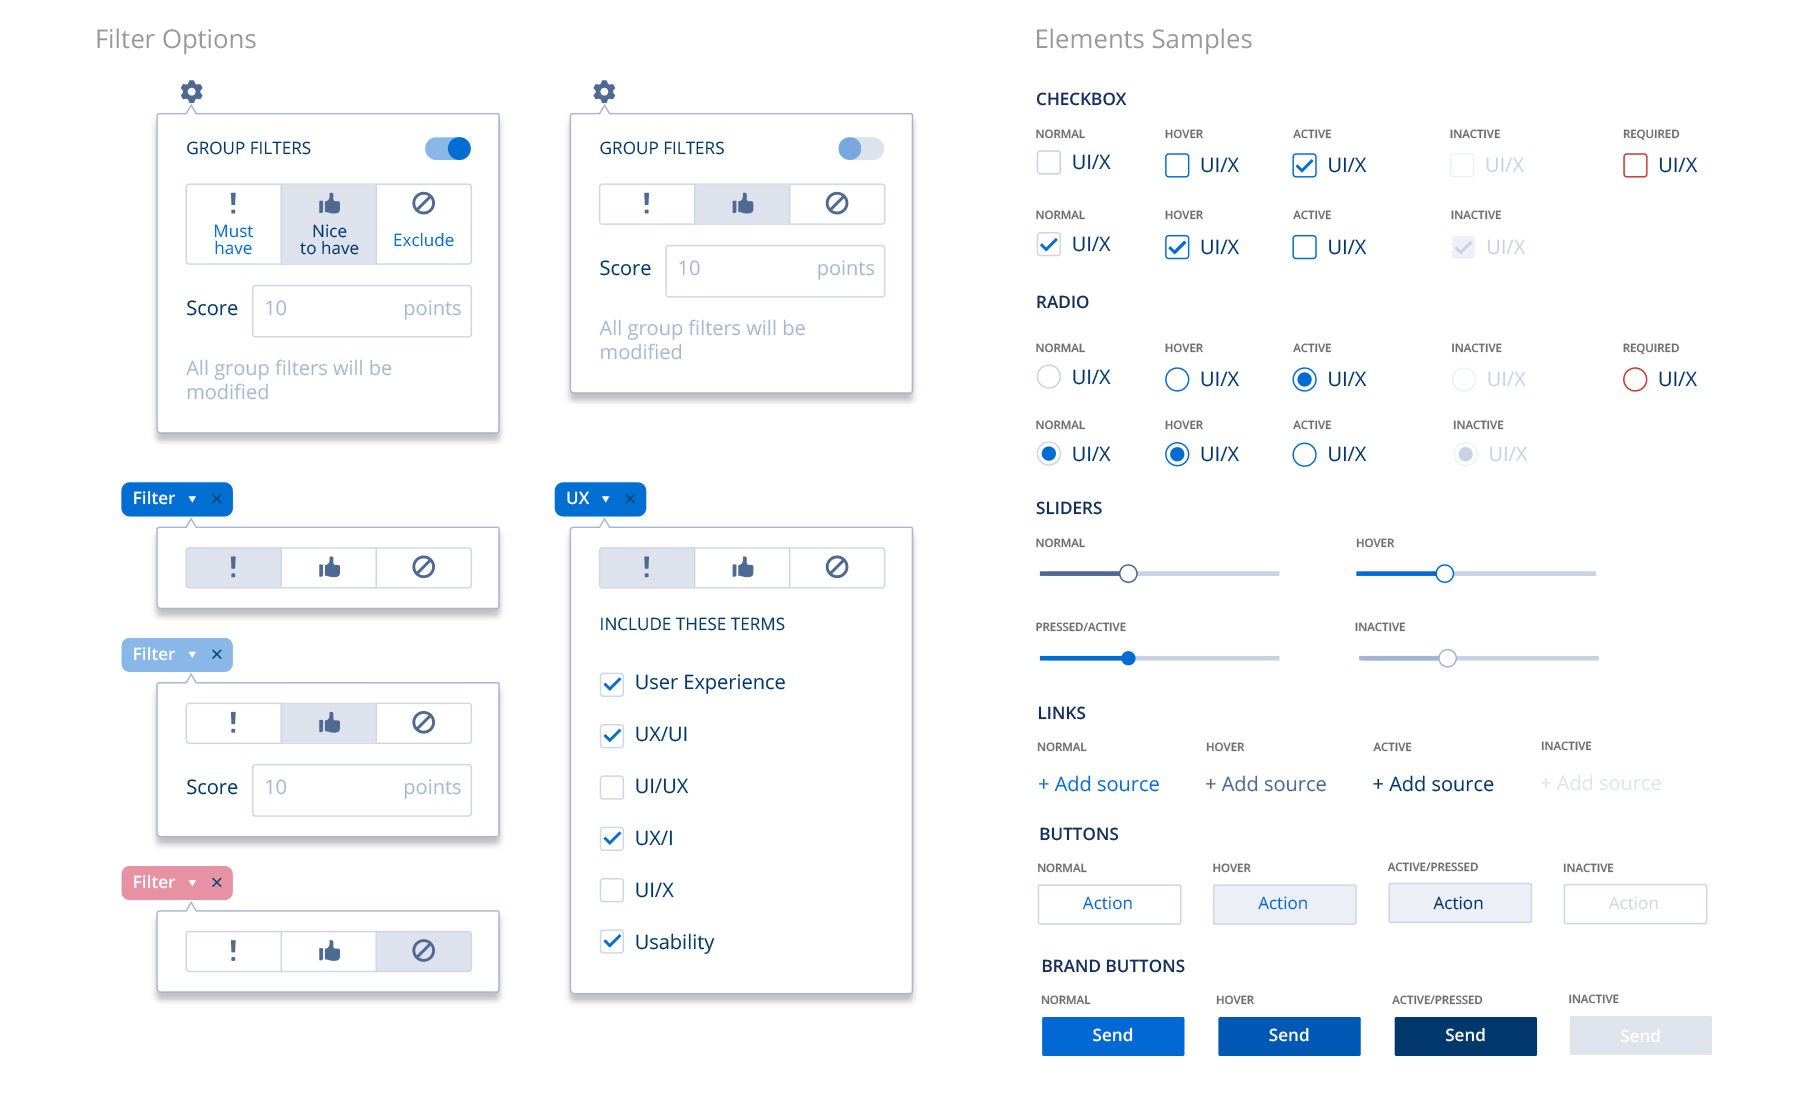 Filter Options
GROUP FILTERS
Must
have
Nice
to have
Exclude
Score 10 points
All group filters will be
modified
GROUP FILTERS
Score 10 points
All group filters will be
modified
Filter
Filter
Score 10 points
Filter
UX
INCLUDE THESE TERMS
User Experience
UX/UI
UI/UX
UX/I
UI/X
Usability
Elements Samples
CHECKBOX
NORMAL HOVER ACTIVE INACTIVE REQUIRED
UI/X UI/X UI/X UI/X UI/X
NORMAL HOVER ACTIVE INACTIVE
UI/X UI/X UI/X UI/X
RADIO
NORMAL HOVER ACTIVE INACTIVE REQUIRED
UI/X UI/X UI/X UI/X UI/X
NORMAL HOVER ACTIVE INACTIVE
UI/X UI/X UI/X UI/X
SLIDERS
NORMAL HOVER
PRESSED/ACTIVE INACTIVE
LINKS
NORMAL HOVER ACTIVE INACTIVE
+ Add source + Add source + Add source + Add source
BUTTONS
NORMAL HOVER ACTIVE/PRESSED INACTIVE
Action Action Action Action
BRAND BUTTONS
NORMAL HOVER ACTIVE/PRESSED INACTIVE
Send Send Send Send